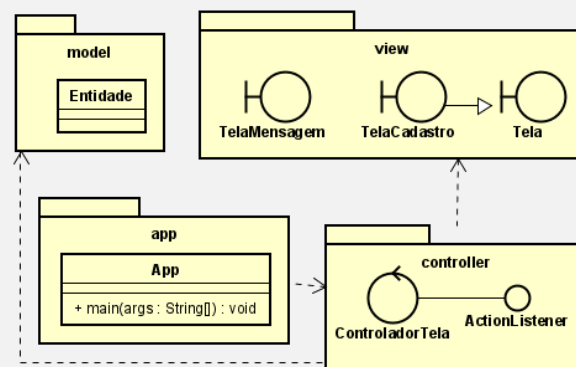 model
Entidade
view
TelaMensagem
TelaCadastro
Tela
app
App
+ main(args : String[]) : void
controller
ControladorTela
ActionListener